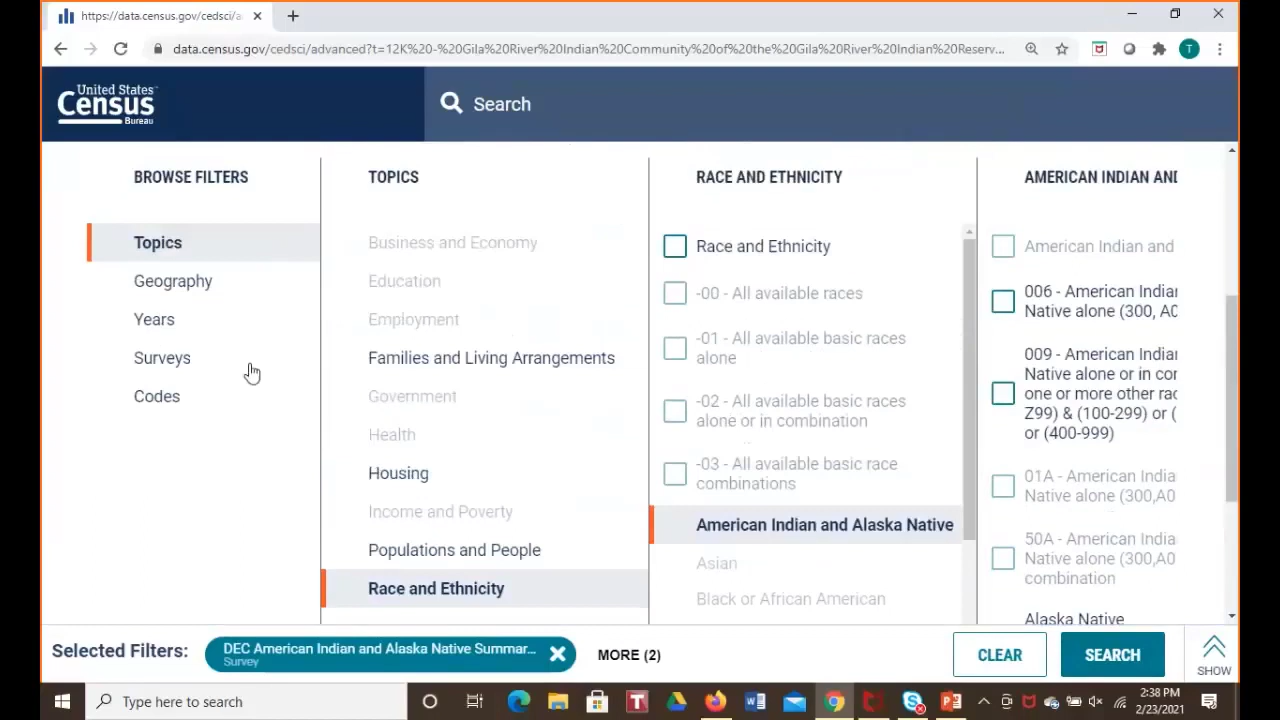 https://data.census.gov/cedsci/a
data.census.gov/cedsci/advanced?t=12K%20-%20Gila%20River%20Indian%20Community%20of%20the%20Gila%20River%20Indian%20Reserv...
T
United States
Census
Bureau
Search
BROWSE FILTERS
Topics
Geography
Years
Surveys
Codes
TOPICS
Business and Economy
Education
Employment
Families and Living Arrangements
Government
Health
Housing
Income and Poverty
Populations and People
Race and Ethnicity
RACE AND ETHNICITY
Race and Ethnicity
-00 - All available races
-01 - All available basic races
alone
-02 - All available basic races
alone or in combination
-03 - All available basic race
combinations
American Indian and Alaska Native
Asian
Black or African American
AMERICAN INDIAN AND
American Indian and
006 - American Indian
Native alone (300, A0
009 - American Indian
Native alone or in cor
one or more other rac
Z99) & (100-299) or (
or (400-999)
01A - American India
Native alone (300,A0
50A - American India
Native alone (300,A0
combination
Alaska Native
Selected Filters:
DEC American Indian and Alaska Native Summar...
Survey
MORE (2)
CLEAR
SEARCH
SHOW
Type here to search
2:38 PM
2/23/2021